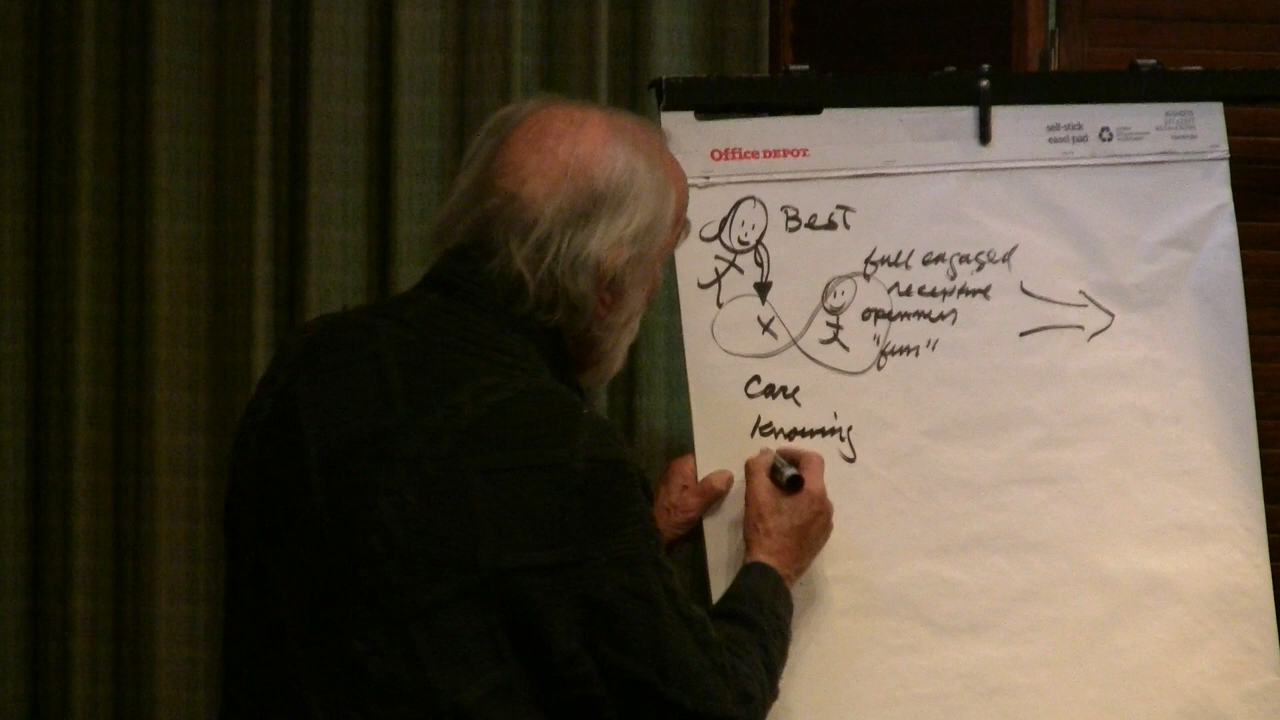 Office DEPOT.
self-stick
easel pad
Best
full engaged
receptive
openness
"fun"
Care
Knowing